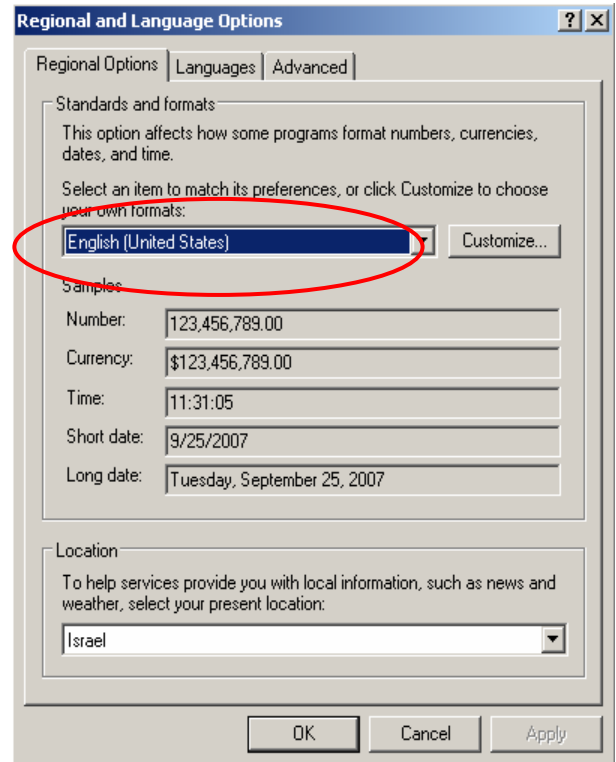 Regional and Language Options
Regional Options Languages Advanced
Standards and formats
This option affects how some programs format numbers, currencies,
dates, and time.
Select an item to match its preferences, or click Customize to choose
your own formats:
English (United States) Customize...
Samples
Number: 123,456,789.00
Currency: $123,456,789.00
Time: 11:31:05
Short date: 9/25/2007
Long date: Tuesday, September 25, 2007
Location
To help services provide you with local information, such as news and
weather, select your present location:
Israel
OK Cancel Apply